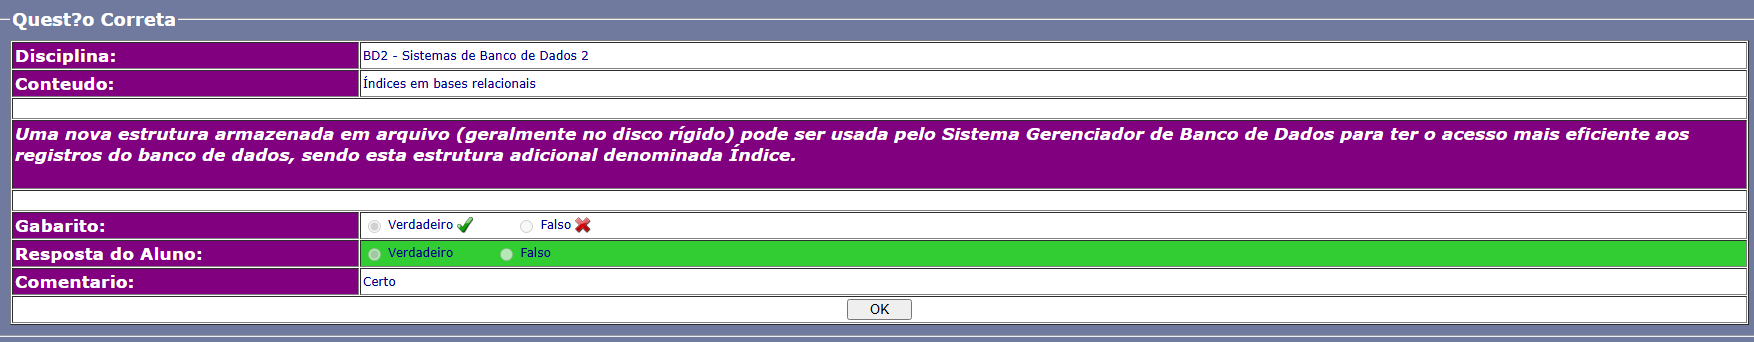 Quest?o Correta
Disciplina: BD2 - Sistemas de Banco de Dados 2
Conteudo: Índices em bases relacionais
Uma nova estrutura armazenada em arquivo (geralmente no disco rígido) pode ser usada pelo Sistema Gerenciador de Banco de Dados para ter o acesso mais eficiente aos
registros do banco de dados, sendo esta estrutura adicional denominada Índice.
Gabarito: Verdadeiro Falso
Resposta do Aluno: Verdadeiro Falso
Comentario: Certo
OK